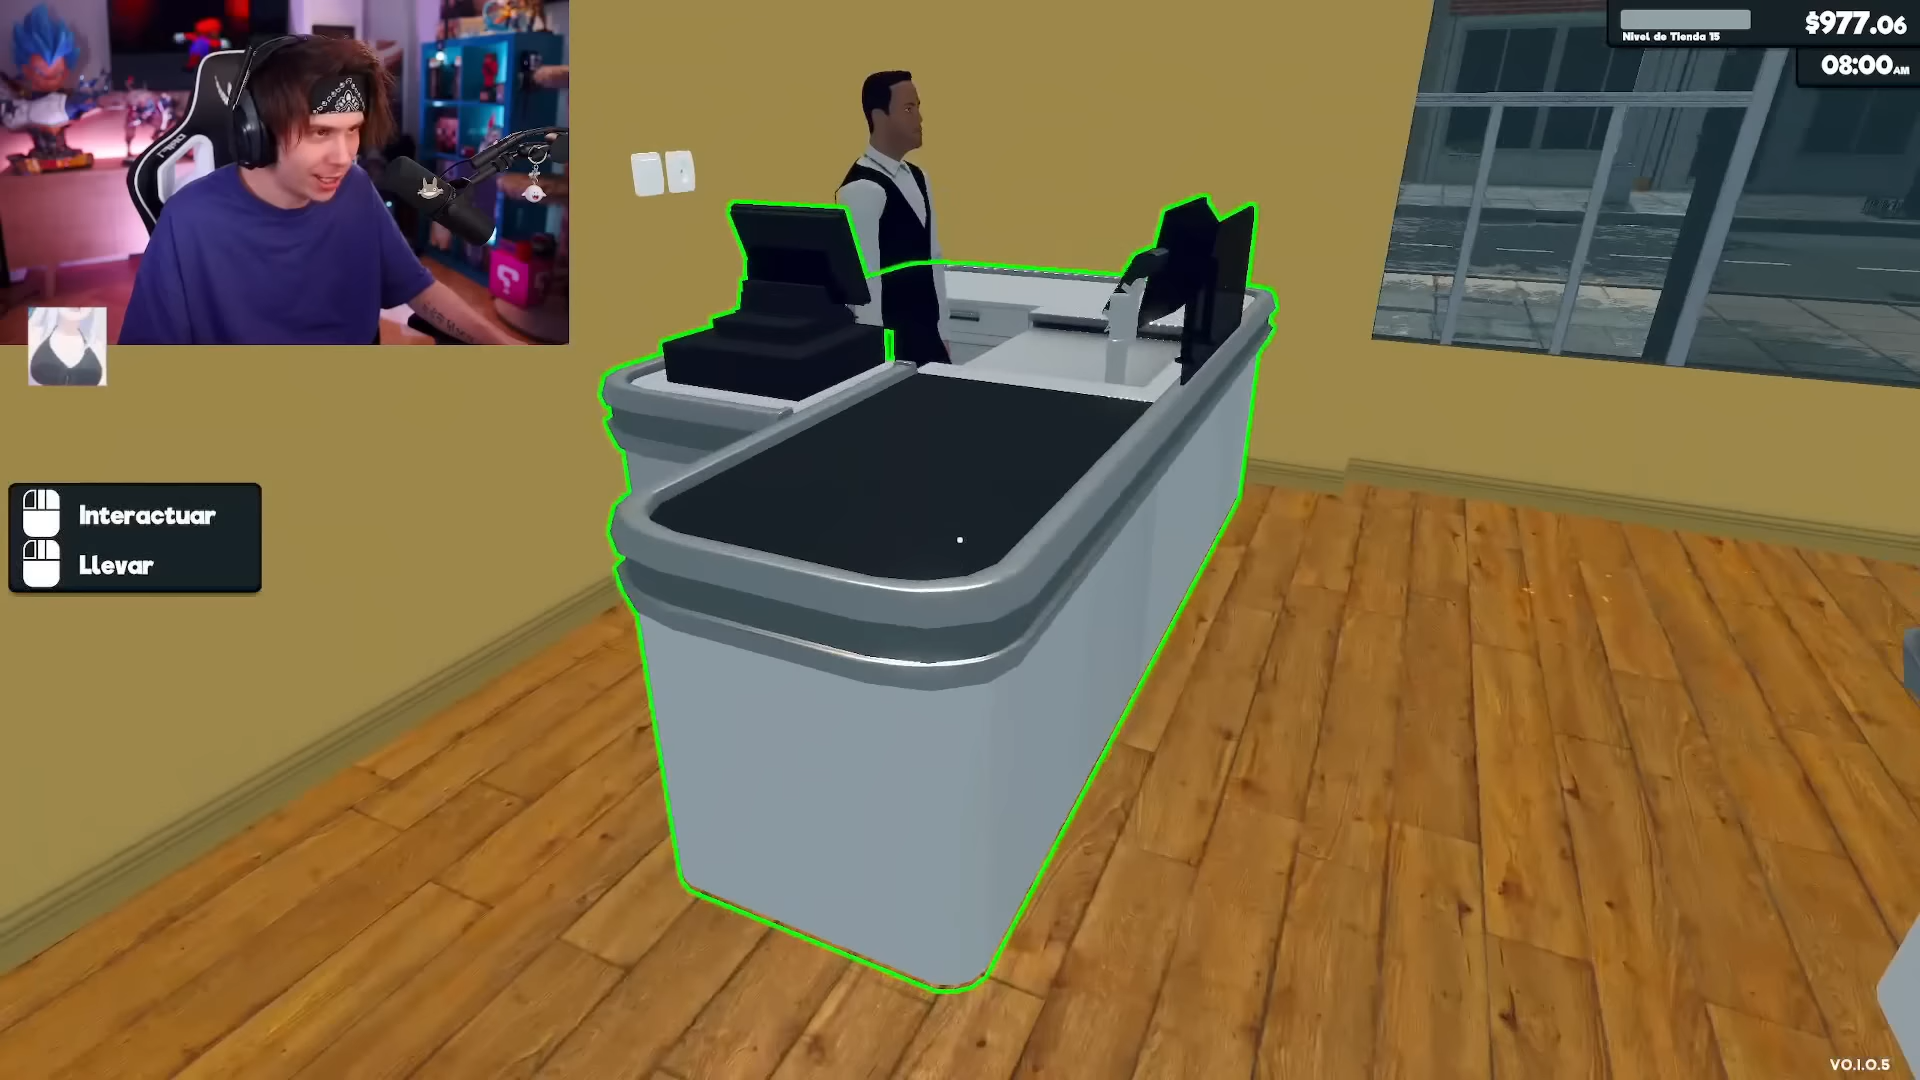 $977.06
Nivel de Tienda 15
08:00AM
Interactuar
Llevar
V0.1.0.5